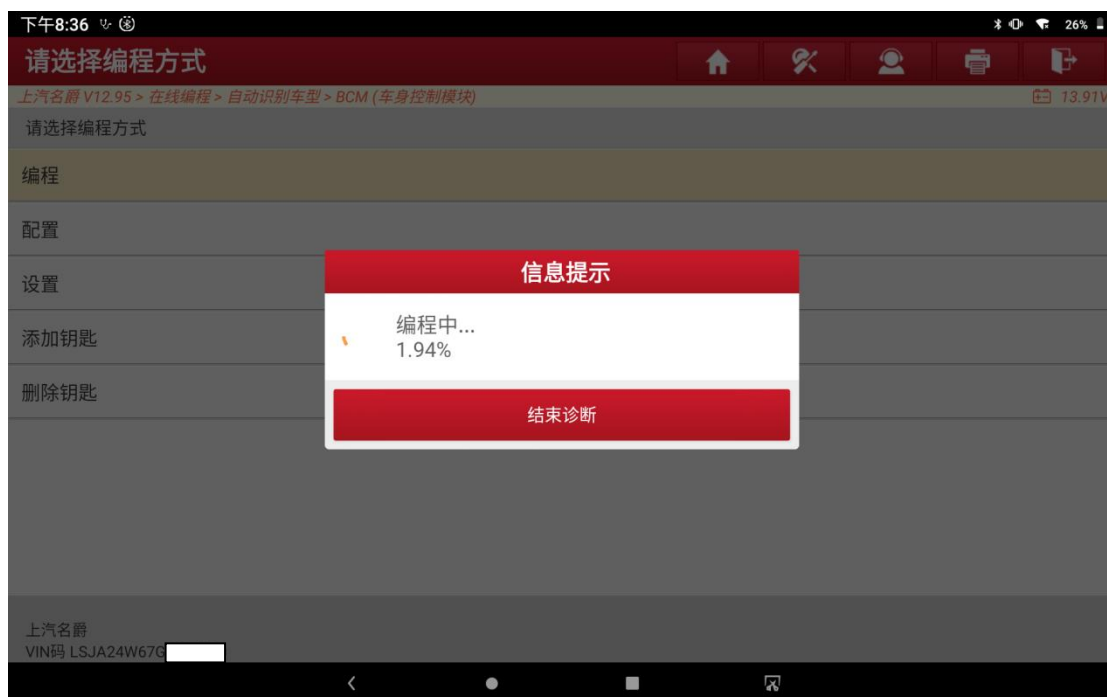 下午8:36
26%
请选择编程方式
上汽名爵 V12.95 > 在线编程 > 自动识别车型 > BCM (车身控制模块)
13.91V
请选择编程方式
编程
配置
设置
添加钥匙
删除钥匙
信息提示
编程中...
1.94%
结束诊断
上汽名爵
VIN码 LSJA24W67G